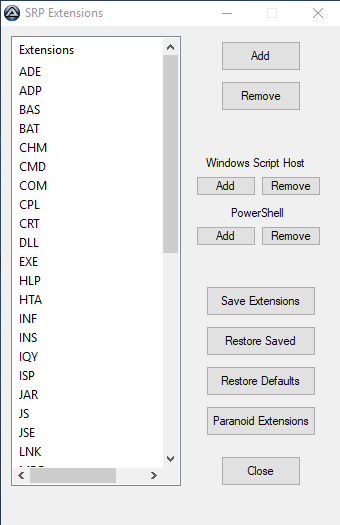 SRP Extensions
Extensions
ADE
ADP
BAS
BAT
CHM
CMD
COM
CPL
CRT
DLL
EXE
HLP
HTA
INF
INS
IQY
ISP
JAR
JS
JSE
LNK
Add
Remove
Windows Script Host
Add Remove
PowerShell
Add Remove
Save Extensions
Restore Saved
Restore Defaults
Paranoid Extensions
Close